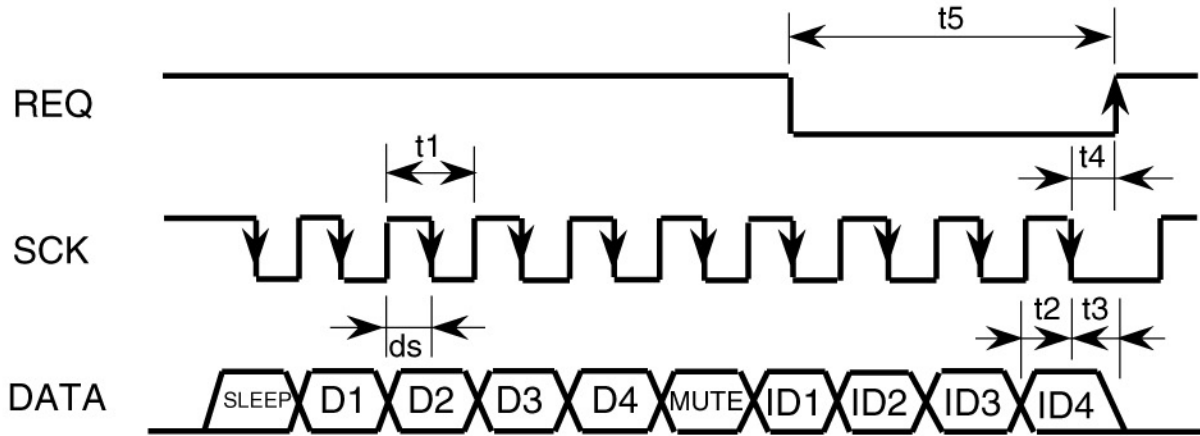 t5
REQ
t1
t4
SCK
t2 t3
ds
DATA SLEEP D1 D2 D3 D4 MUTE ID1 ID2 ID3 ID4